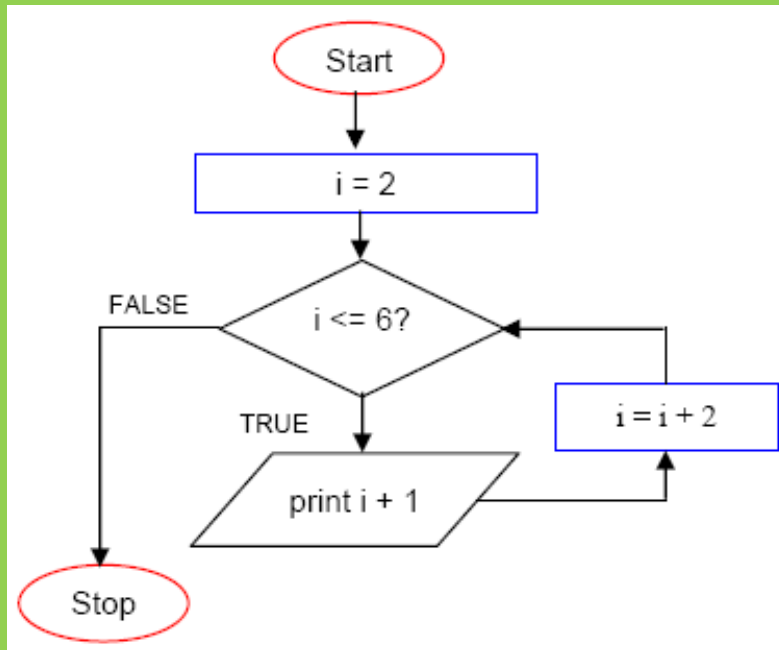 Start
i = 2
FALSE
i <= 6?
TRUE
i = i + 2
print i + 1
Stop